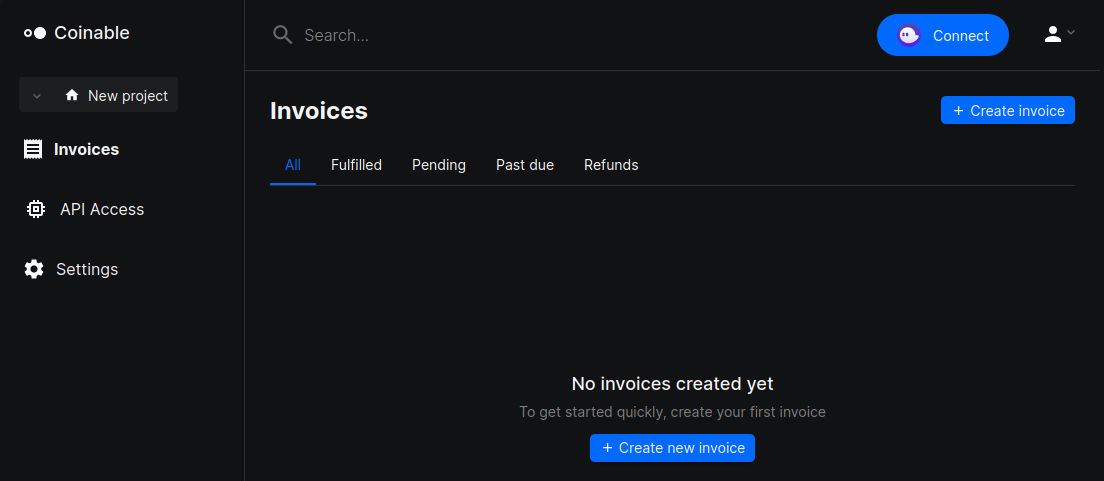 Coinable
Search...
Connect
New project
Invoices
API Access
Settings
Invoices
+ Create invoice
All Fulfilled Pending Past due Refunds
No invoices created yet
To get started quickly, create your first invoice
+ Create new invoice